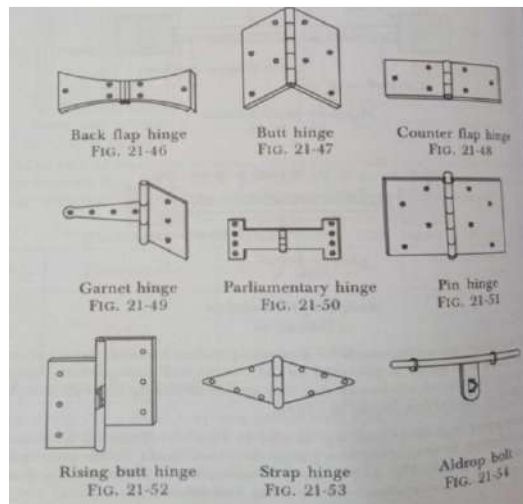 Back flap hinge
FIG. 21-46
Butt hinge
FIG. 21-47
Counter flap hinge
FIG. 21-48
Garnet hinge
FIG. 21-49
Parliamentary hinge
FIG. 21-50
Pin hinge
FIG. 21-51
Rising butt hinge
FIG. 21-52
Strap hinge
FIG. 21-53
Aldrop bolt
FIG. 21-54